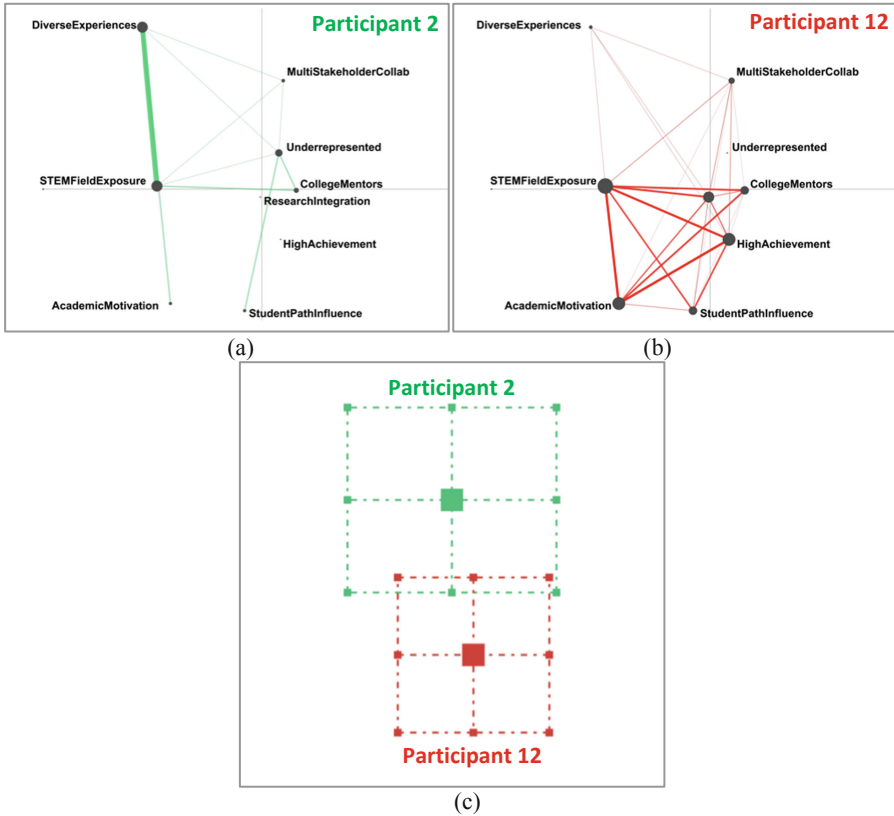 Participant 2
DiverseExperiences
MultiStakeholderCollab
Underrepresented
STEMFieldExposure
CollegeMentors
ResearchIntegration
HighAchievement
AcademicMotivation
StudentPathInfluence
(a)
Participant 12
DiverseExperiences
MultiStakeholderCollab
Underrepresented
STEMFieldExposure
CollegeMentors
HighAchievement
AcademicMotivation
StudentPathInfluence
(b)
Participant 2
Participant 12
(c)